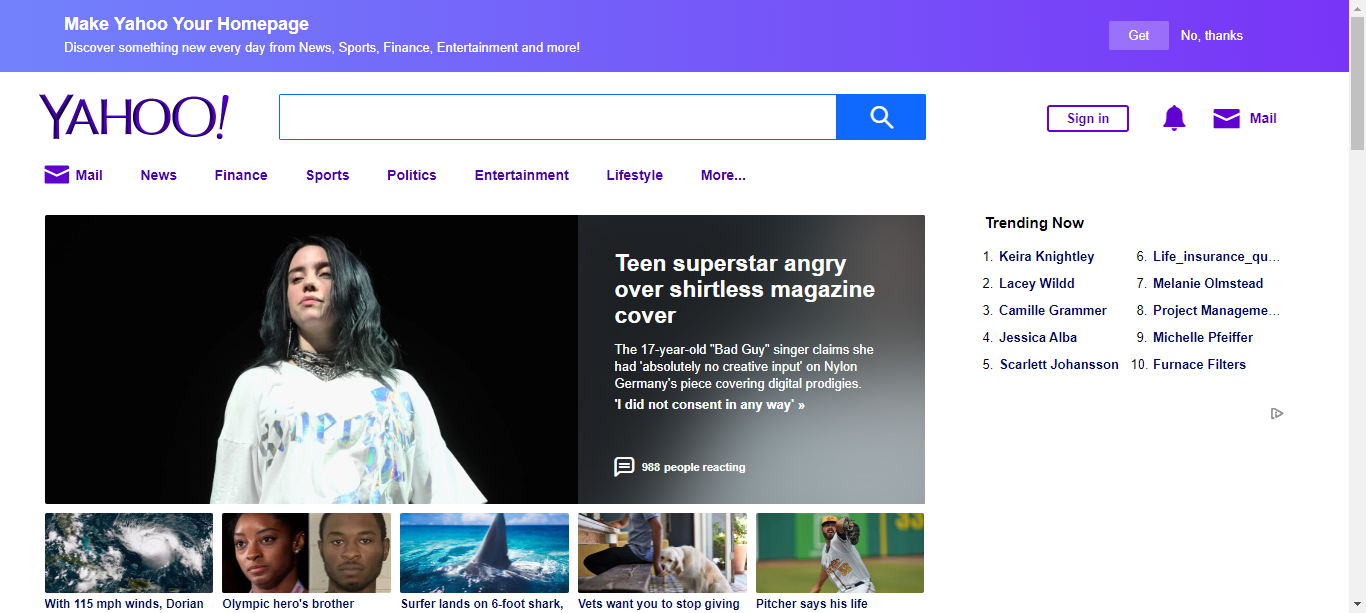 Make Yahoo Your Homepage
Discover something new every day from News, Sports, Finance, Entertainment and more!
Get
No, thanks
YAHOO!
Sign in
Mail
Mail
News
Finance
Sports
Politics
Entertainment
Lifestyle
More...
Teen superstar angry
over shirtless magazine
cover
The 17-year-old "Bad Guy" singer claims she
had 'absolutely no creative input' on Nylon
Germany's piece covering digital prodigies.
'I did not consent in any way' »
988 people reacting
With 115 mph winds, Dorian
Olympic hero's brother
Surfer lands on 6-foot shark,
Vets want you to stop giving
Pitcher says his life
Trending Now
1. Keira Knightley
2. Lacey Wildd
3. Camille Grammer
4. Jessica Alba
5. Scarlett Johansson
6. Life_insurance_qu...
7. Melanie Olmstead
8. Project Manageme...
9. Michelle Pfeiffer
10. Furnace Filters